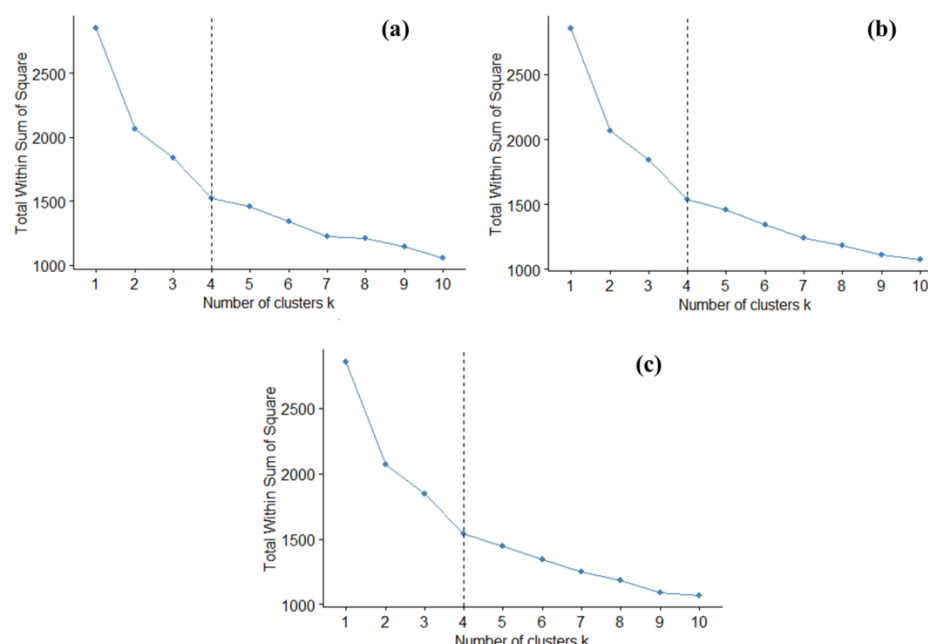 (a)
Total Within Sum of Square
2500
2000
1500
1000
1 2 3 4 5 6 7 8 9 10
Number of clusters k
(b)
Total Within Sum of Square
2500
2000
1500
1000
1 2 3 4 5 6 7 8 9 10
Number of clusters k
(c)
Total Within Sum of Square
2500
2000
1500
1000
1 2 3 4 5 6 7 8 9 10
Number of clusters k